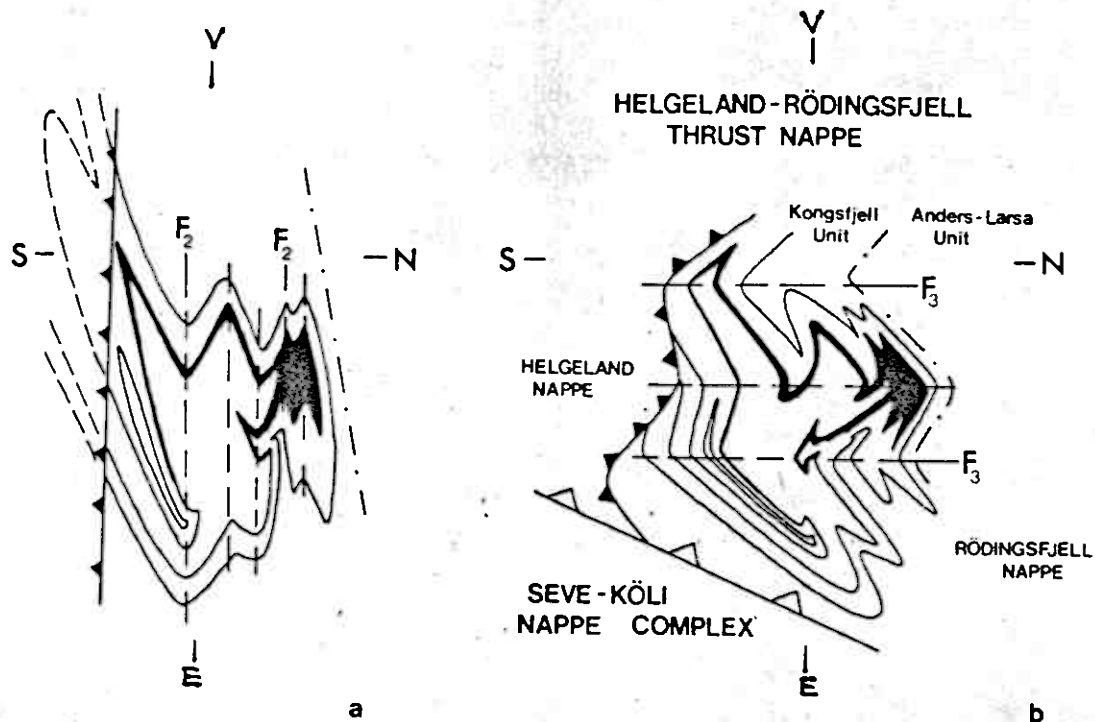 V
S
N
F2
F2
E
a
V
HELGELAND-RÖDINGSFJELL
THRUST NAPPE
Kongsfjell
Unit
Anders-Larsa
Unit
S
N
F3
HELGELAND
NAPPE
F3
RÖDINGSFJELL
NAPPE
SEVE-KÖLI
NAPPE COMPLEX
E
b